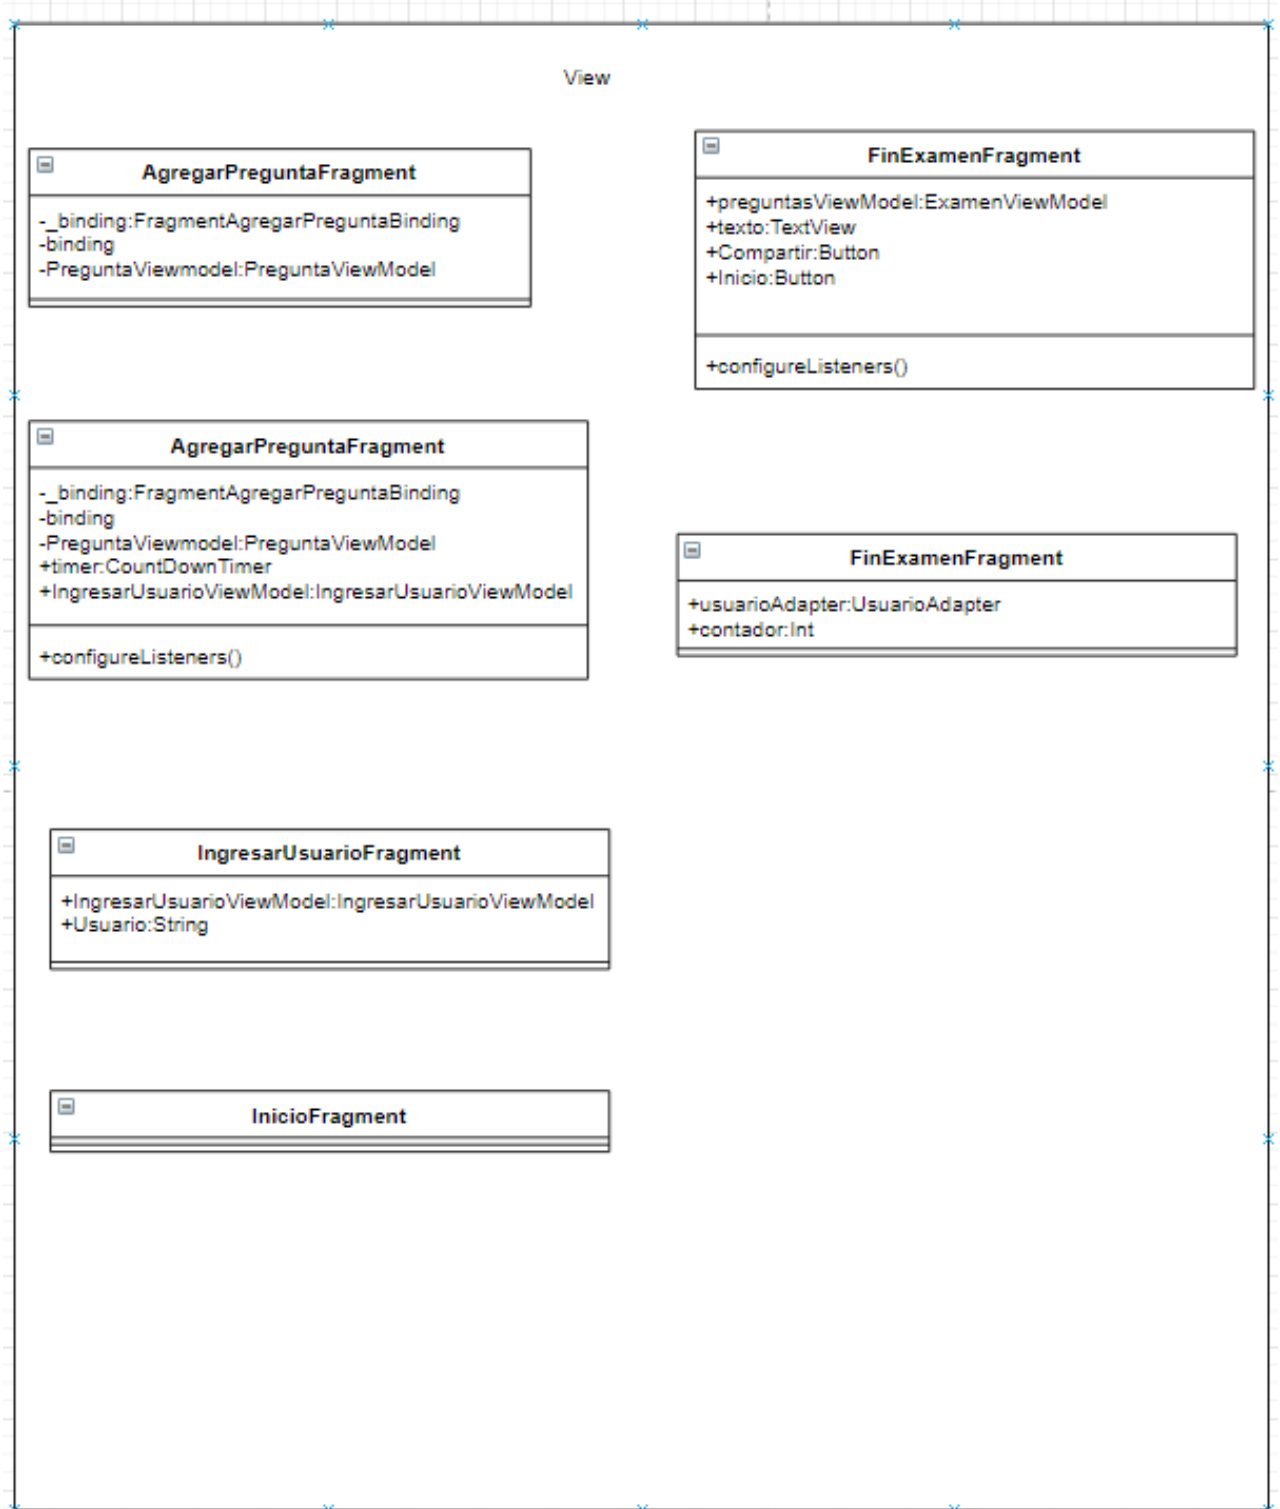 View
AgregarPreguntaFragment
-_binding:FragmentAgregarPreguntaBinding
-binding
-PreguntaViewmodel:PreguntaViewModel
FinExamenFragment
+preguntasViewModel:ExamenViewModel
+texto:TextView
+Compartir:Button
+Inicio:Button
+configureListeners()
AgregarPreguntaFragment
-_binding:FragmentAgregarPreguntaBinding
-binding
-PreguntaViewmodel:PreguntaViewModel
+timer:CountDownTimer
+IngresarUsuarioViewModel:IngresarUsuarioViewModel
+configureListeners()
FinExamenFragment
+usuarioAdapter:UsuarioAdapter
+contador:Int
IngresarUsuarioFragment
+IngresarUsuarioViewModel:IngresarUsuarioViewModel
+Usuario:String
InicioFragment